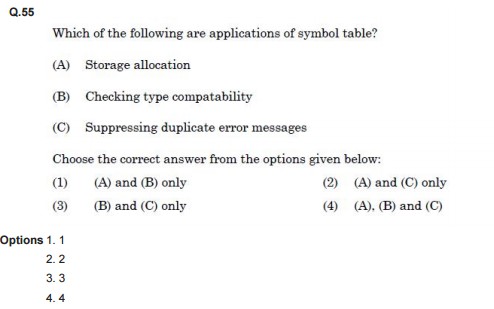 Q.55
Which of the following are applications of symbol table?
(A) Storage allocation
(B) Checking type compatability
(C) Suppressing duplicate error messages
Choose the correct answer from the options given below:
(1) (A) and (B) only (2) (A) and (C) only
(3) (B) and (C) only (4) (A), (B) and (C)
Options 1. 1
2. 2
3. 3
4. 4